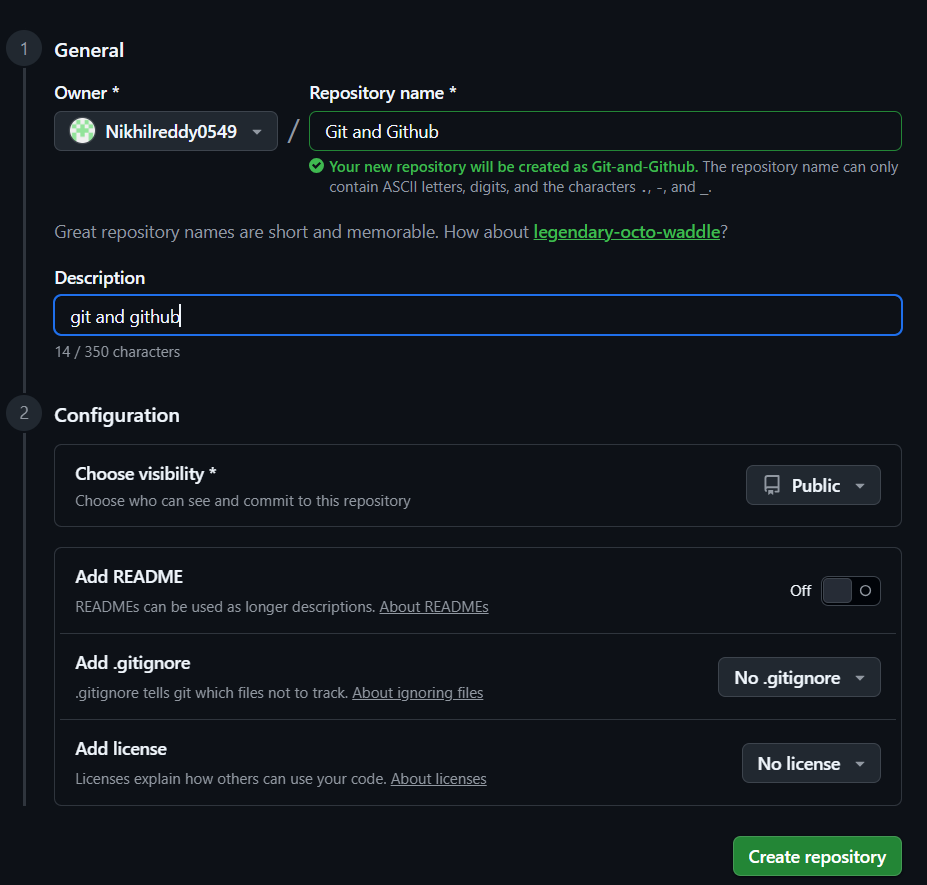 1 General
Owner * Repository name *
Nikhilreddy0549 / Git and Github
Your new repository will be created as Git-and-Github. The repository name can only
contain ASCII letters, digits, and the characters ., -, and _.
Great repository names are short and memorable. How about legendary-octo-waddle?
Description
git and github
14 / 350 characters
2 Configuration
Choose visibility *
Choose who can see and commit to this repository
Public
Add README
READMEs can be used as longer descriptions. About READMEs
Off
Add .gitignore
.gitignore tells git which files not to track. About ignoring files
No .gitignore
Add license
Licenses explain how others can use your code. About licenses
No license
Create repository